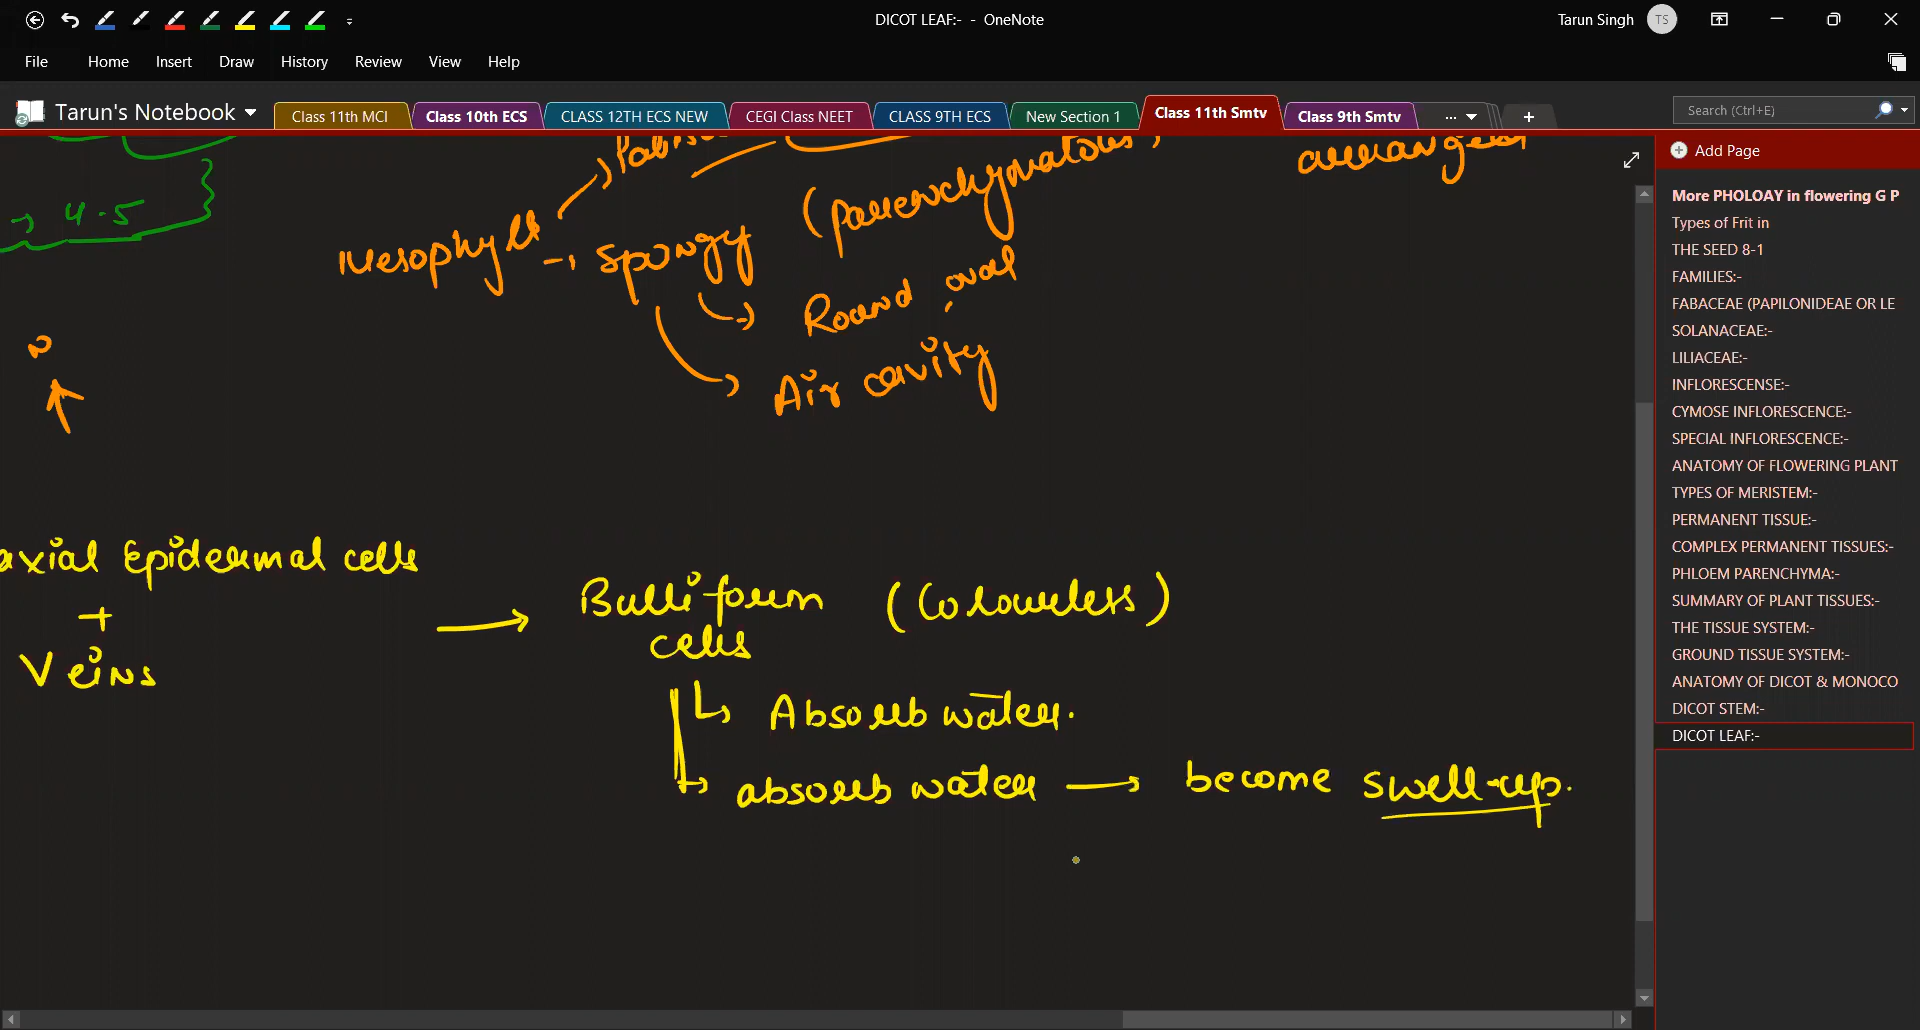 DICOT LEAF:- - OneNote
Tarun Singh TS
File Home Insert Draw History Review View Help
Tarun's Notebook
Class 11th MCI
Class 10th ECS
CLASS 12TH ECS NEW
CEGI Class NEET
CLASS 9TH ECS
New Section 1
Class 11th Smtv
Class 9th Smtv
...
+
Search (Ctrl+E)
Add Page
More PHOLOAY in flowering G P
Types of Frit in
THE SEED 8-1
FAMILIES:-
FABACEAE (PAPILONIDEAE OR LE
SOLANACEAE:-
LILIACEAE:-
INFLORESCENSE:-
CYMOSE INFLORESCENCE:-
SPECIAL INFLORESCENCE:-
ANATOMY OF FLOWERING PLANT
TYPES OF MERISTEM:-
PERMANENT TISSUE:-
COMPLEX PERMANENT TISSUES:-
PHLOEM PARENCHYMA:-
SUMMARY OF PLANT TISSUES:-
THE TISSUE SYSTEM:-
GROUND TISSUE SYSTEM:-
ANATOMY OF DICOT & MONOCO
DICOT STEM:-
DICOT LEAF:-
arranged
→ 4.5 }
Mesophyll → Spongy (parenchymatous,
→ Round, oval
→ Air cavity
axial Epidermal cells
+
Veins
→ Bulliform (Colourless)
cells
↳ Absorb water.
↳ absorb water → become swell-up.